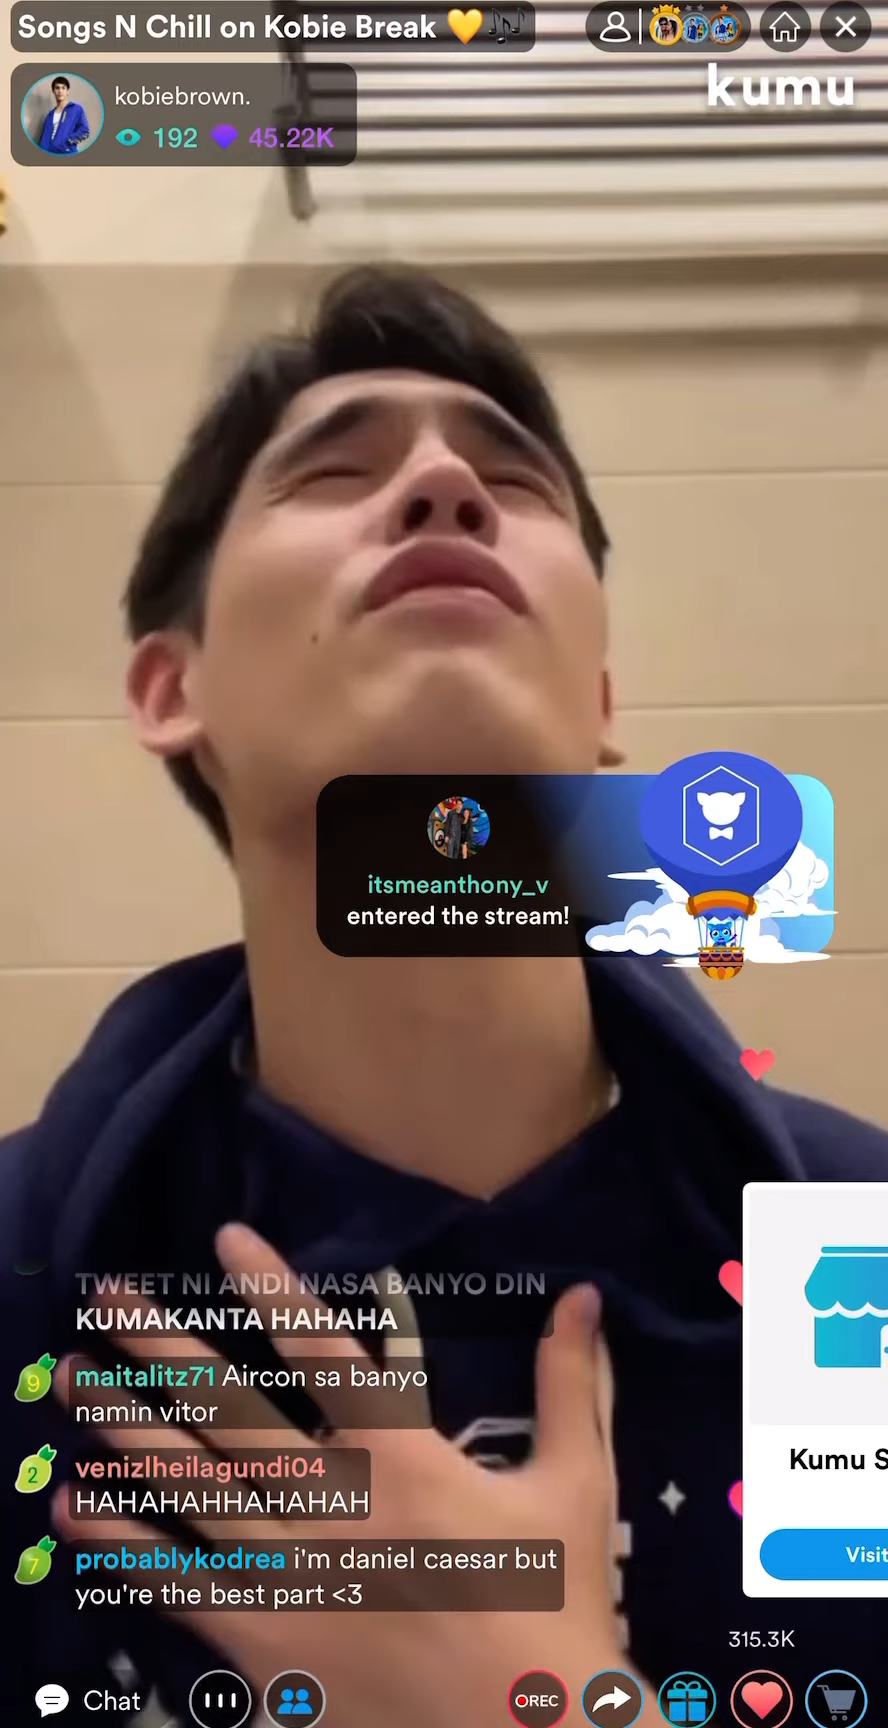 Songs N Chill on Kobie Break 💛🎶
kobiebrown.
192 45.22K
kumu
itsmeanthony_v
entered the stream!
TWEET NI ANDI NASA BANYO DIN
KUMAKANTA HAHAHA
9
maitalitz71 Aircon sa banyo
namin vitor
2
venizlheilagundi04
HAHAHAHHAHAHAH
7
probablykodrea i'm daniel caesar but
you're the best part <3
Kumu S
Visit
315.3K
Chat
REC